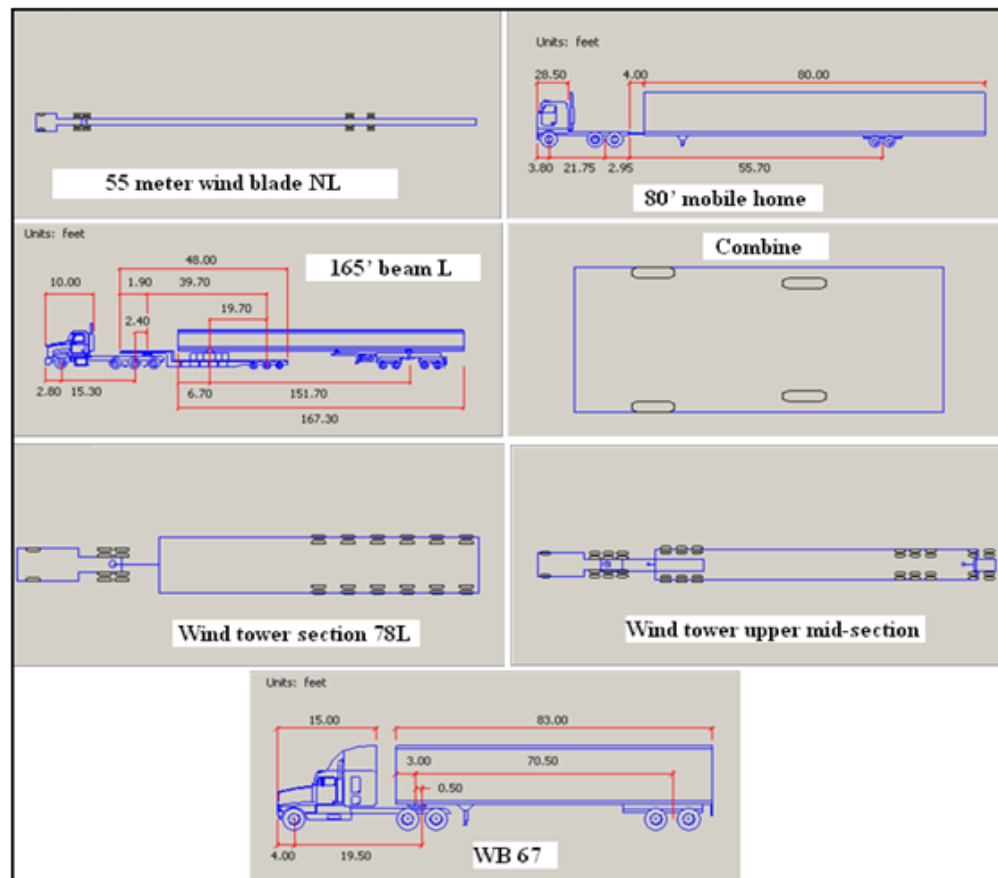 55 meter wind blade NL
Units: feet
28.50 4.00 80.00
3.80 21.75 2.95 55.70
80’ mobile home
Units: feet
165’ beam L
48.00
10.00 1.90 39.70
19.70
2.40
2.80 15.30 6.70 151.70
167.30
Combine
Wind tower section 78L
Wind tower upper mid-section
Units: feet
15.00 83.00
3.00 70.50
0.50
4.00 19.50
WB 67